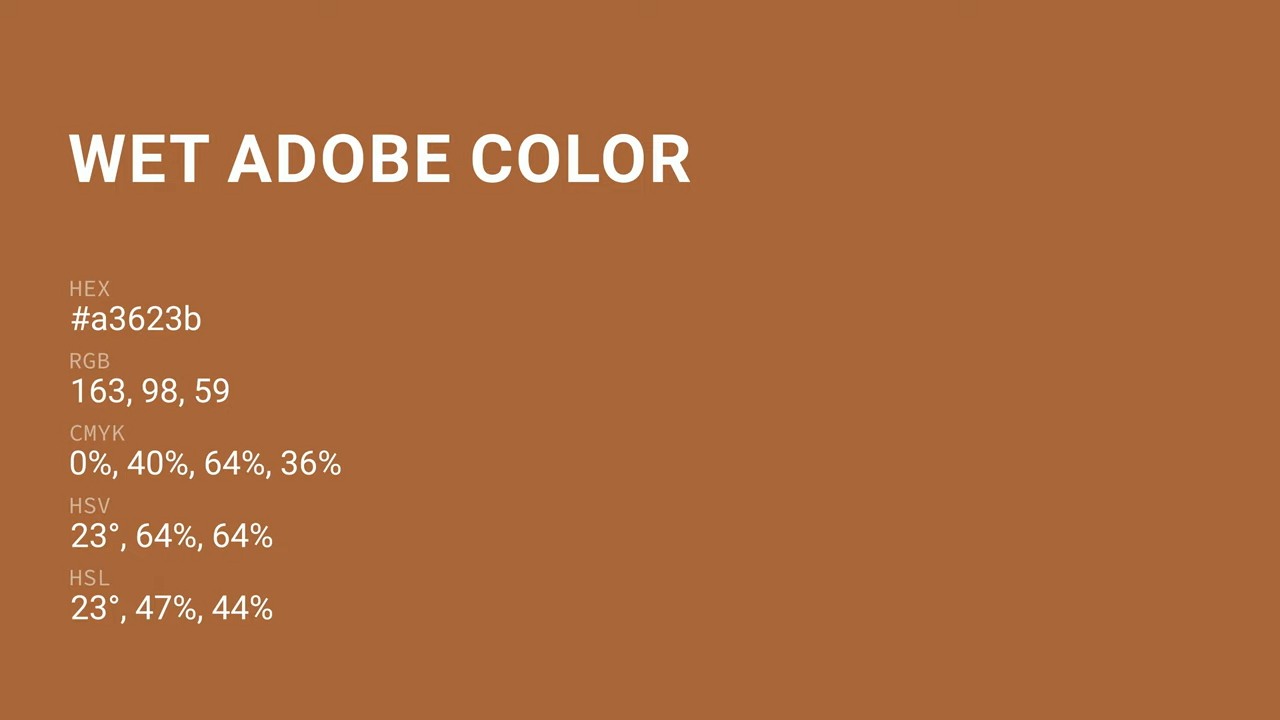 WET ADOBE COLOR
HEX
#a3623b
RGB
163, 98, 59
CMYK
0%, 40%, 64%, 36%
HSV
23°, 64%, 64%
HSL
23°, 47%, 44%